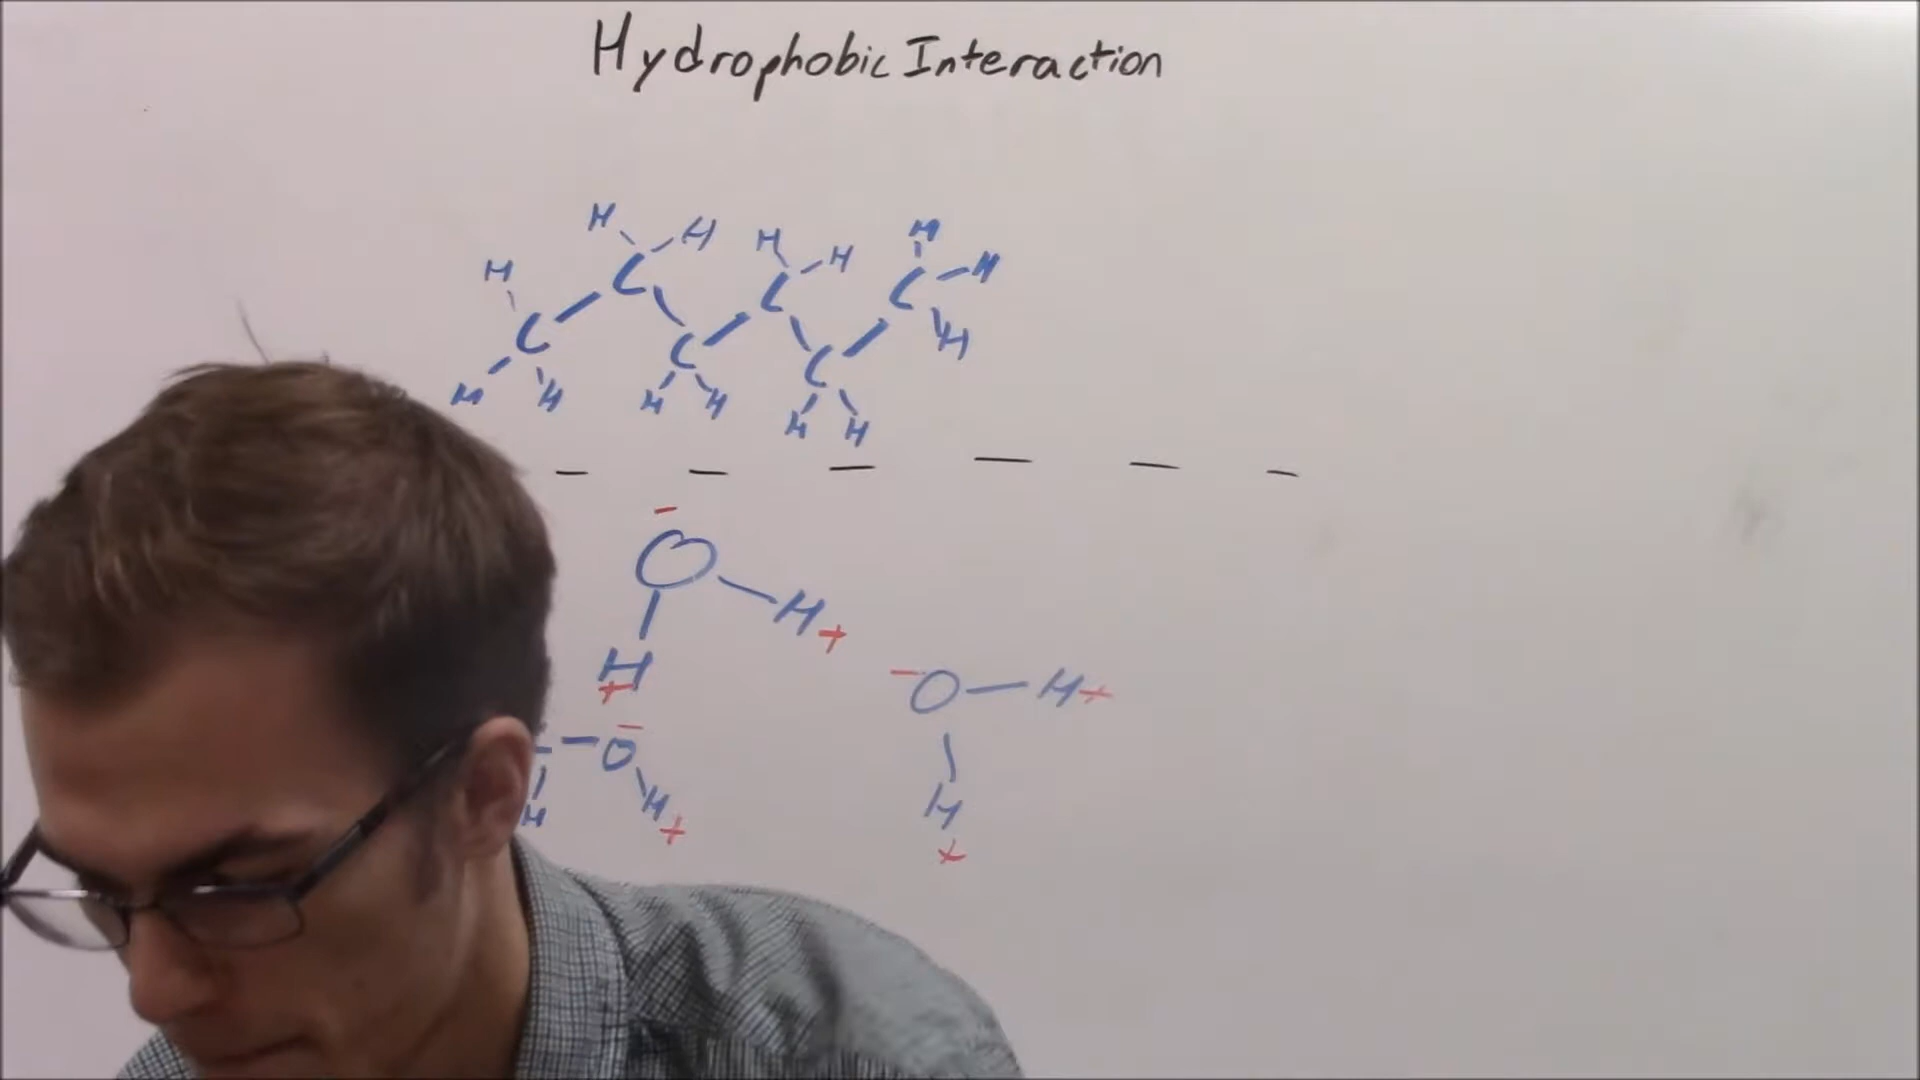 Hydrophobic Interaction
H H H H H
H C C C H
C C C H
H H H H H H
− − − − − −
−
O
H +
H
+
− O − H +
− O −
H H +
H
+